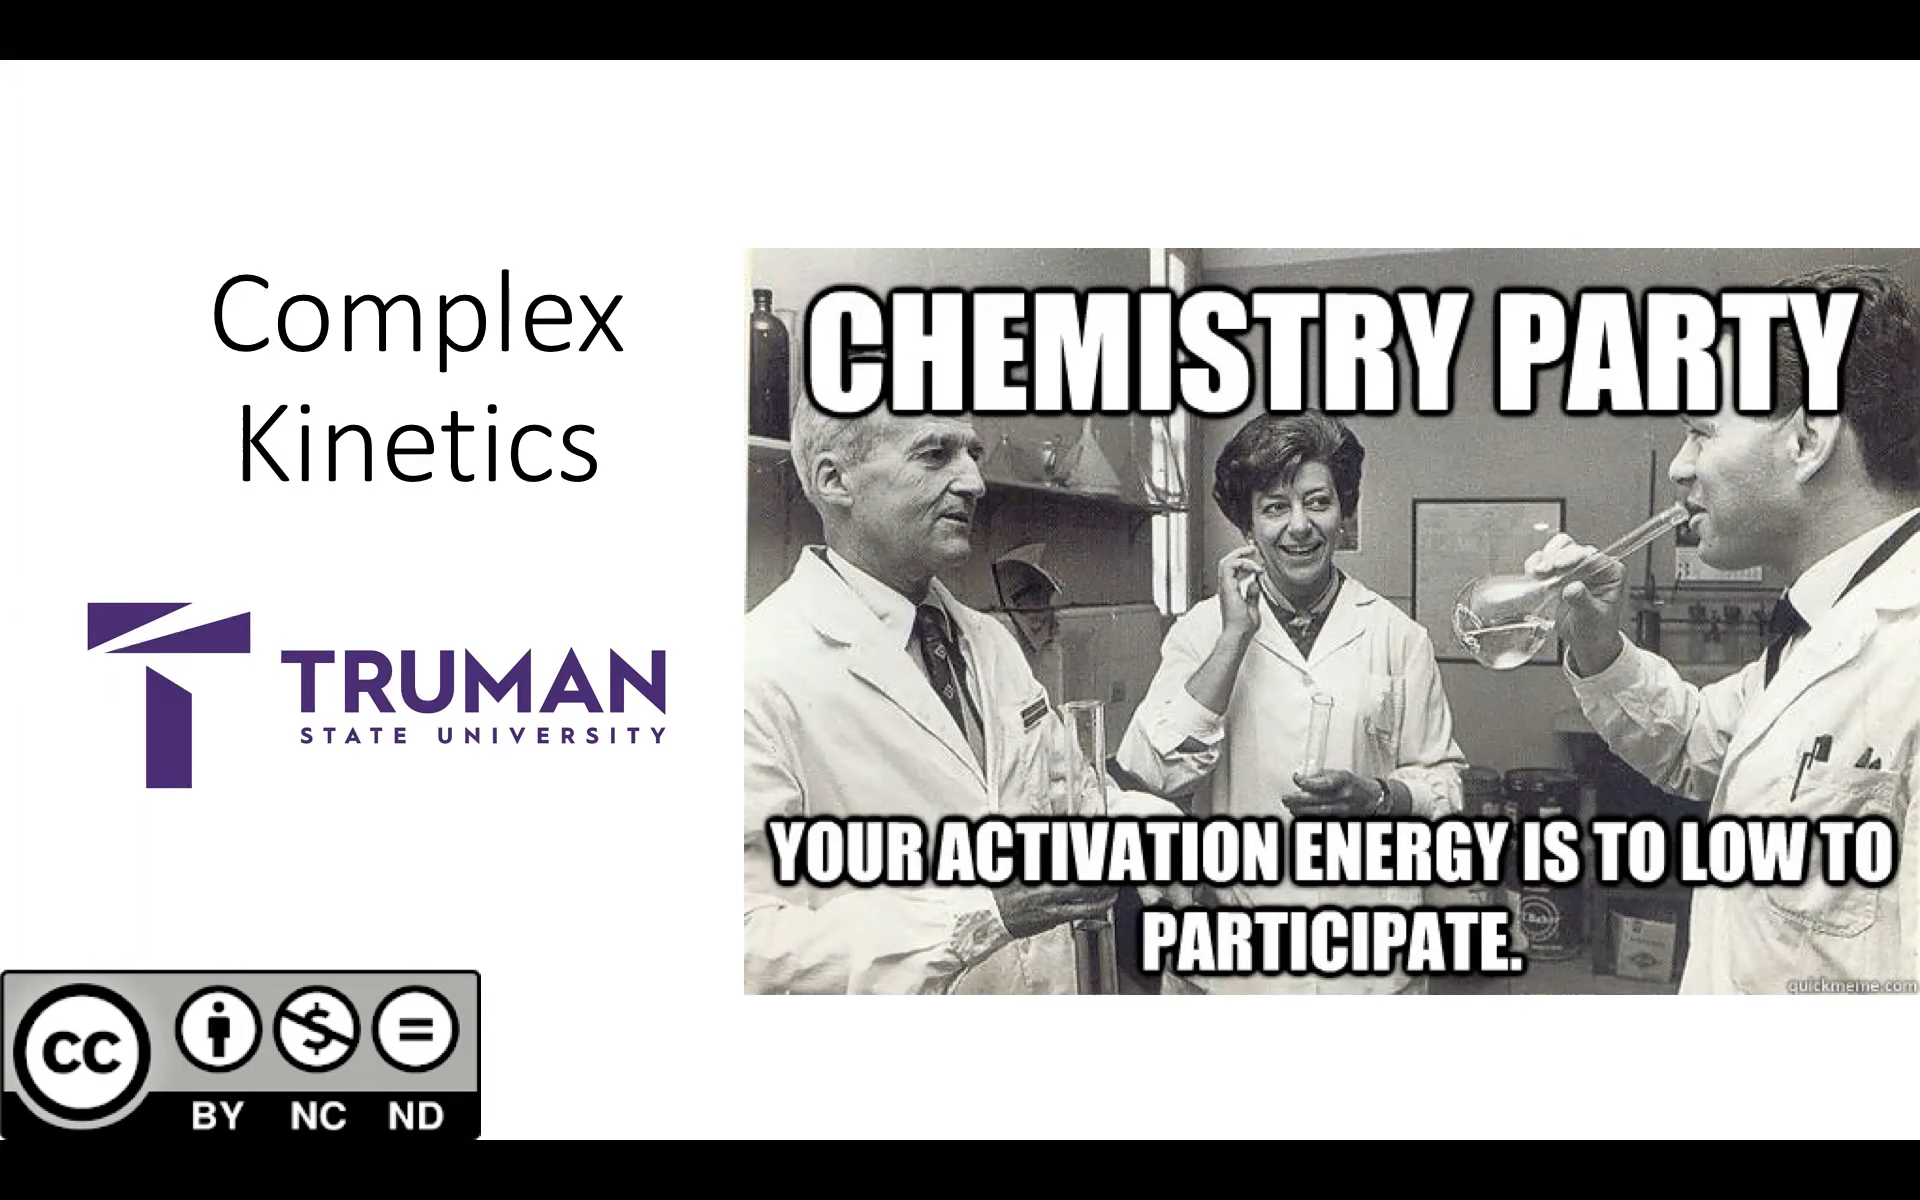 Complex
Kinetics
TRUMAN
STATE UNIVERSITY
CHEMISTRY PARTY
YOUR ACTIVATION ENERGY IS TO LOW TO
PARTICIPATE.
quickmeme.com
cc
BY NC ND